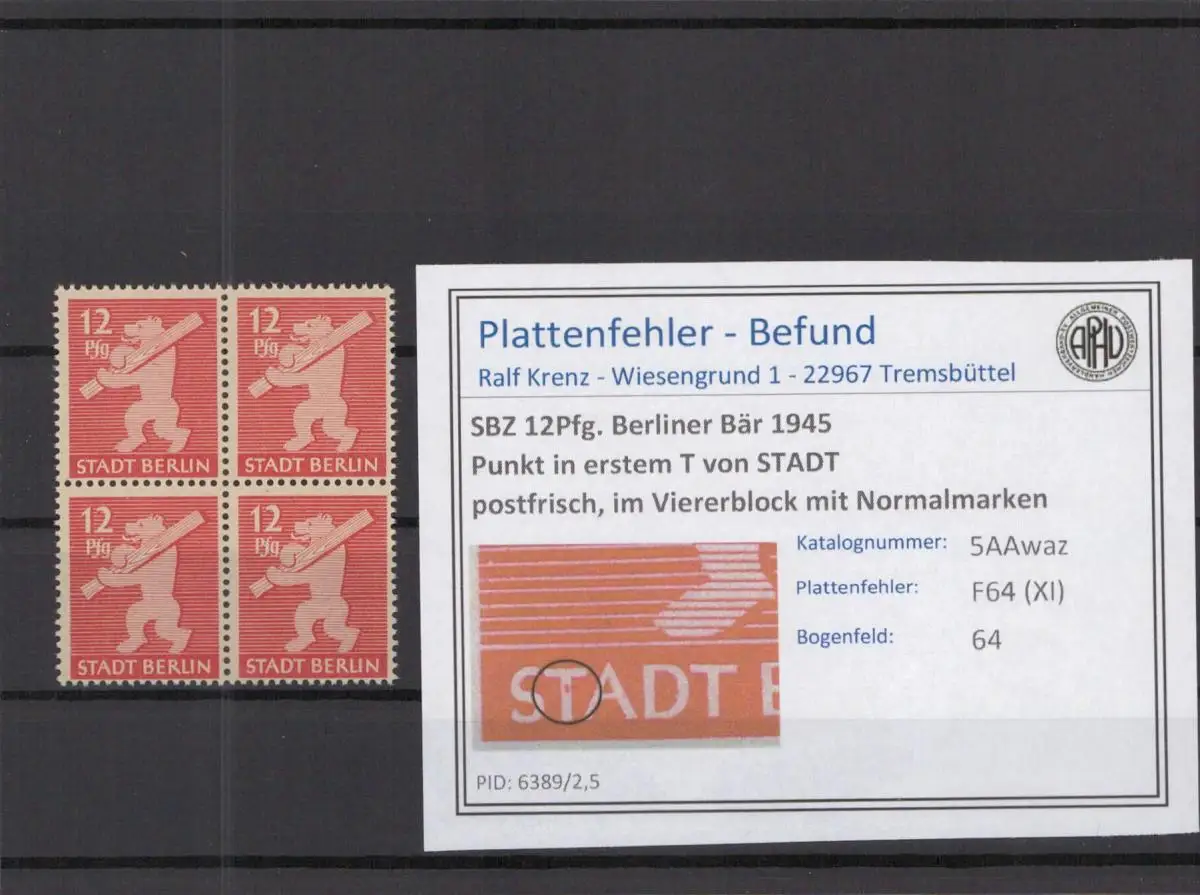 12
Pfg
STADT BERLIN
12
Pfg
STADT BERLIN
12
Pfg
STADT BERLIN
12
Pfg
STADT BERLIN
Plattenfehler - Befund
Ralf Krenz - Wiesengrund 1 - 22967 Tremsbüttel
APHV
SBZ 12Pfg. Berliner Bär 1945
Punkt in erstem T von STADT
postfrisch, im Viererblock mit Normalmarken
Katalognummer: 5AAwaz
Plattenfehler: F64 (XI)
Bogenfeld: 64
STADT B
PID: 6389/2,5